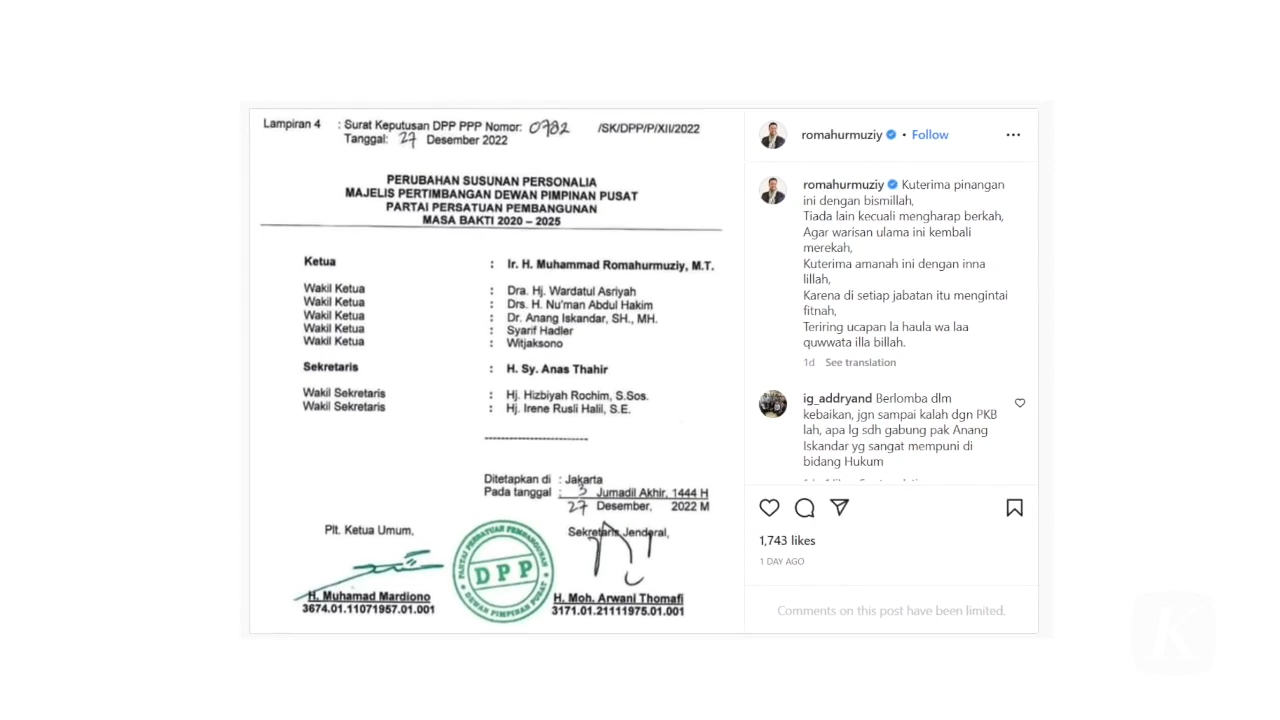 Lampiran 4 : Surat Keputusan DPP PPP Nomor: 0782 /SK/DPP/P/XII/2022
Tanggal: 27 Desember 2022
PERUBAHAN SUSUNAN PERSONALIA
MAJELIS PERTIMBANGAN DEWAN PIMPINAN PUSAT
PARTAI PERSATUAN PEMBANGUNAN
MASA BAKTI 2020 – 2025
Ketua : Ir. H. Muhammad Romahurmuziy, M.T.
Wakil Ketua : Dra. Hj. Wardatul Asriyah
Wakil Ketua : Drs. H. Nu'man Abdul Hakim
Wakil Ketua : Dr. Anang Iskandar, SH., MH.
Wakil Ketua : Syarif Hadler
Wakil Ketua : Witjaksono
Sekretaris : H. Sy. Anas Thahir
Wakil Sekretaris : Hj. Hizbiyah Rochim, S.Sos.
Wakil Sekretaris : Hj. Irene Rusli Halil, S.E.
Ditetapkan di : Jakarta
Pada tanggal : 3 Jumadil Akhir, 1444 H
27 Desember, 2022 M
Plt. Ketua Umum, Sekretaris Jenderal,
PARTAI PERSATUAN PEMBANGUNAN
DPP
DEWAN PIMPINAN PUSAT
H. Muhamad Mardiono H. Moh. Arwani Thomafi
3674.01.11071957.01.001 3171.01.21111975.01.001
romahurmuziy • Follow
romahurmuziy Kuterima pinangan
ini dengan bismillah,
Tiada lain kecuali mengharap berkah,
Agar warisan ulama ini kembali
merekah,
Kuterima amanah ini dengan inna
lillah,
Karena di setiap jabatan itu mengintai
fitnah,
Teriring ucapan la haula wa laa
quwwata illa billah.
1d See translation
ig_addryand Berlomba dlm
kebaikan, jgn sampai kalah dgn PKB
lah, apa lg sdh gabung pak Anang
Iskandar yg sangat mempuni di
bidang Hukum
1,743 likes
1 DAY AGO
Comments on this post have been limited.
K